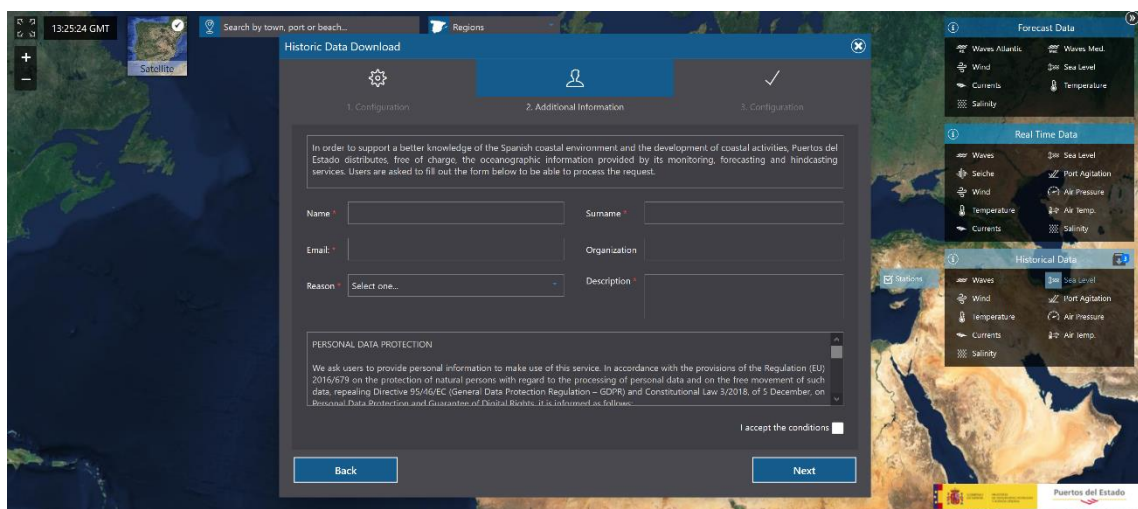 13:25:24 GMT
+
−
Satellite
Search by town, port or beach...
Regions
Historic Data Download
1. Configuration
2. Additional Information
3. Configuration
In order to support a better knowledge of the Spanish coastal environment and the development of coastal activities, Puertos del
Estado distributes, free of charge, the oceanographic information provided by its monitoring, forecasting and hindcasting
services. Users are asked to fill out the form below to be able to process the request.
Name *
Surname *
Email: *
Organization
Reason *
Select one...
Description *
PERSONAL DATA PROTECTION
We ask users to provide personal information to make use of this service. In accordance with the provisions of the Regulation (EU)
2016/679 on the protection of natural persons with regard to the processing of personal data and on the free movement of such
data, repealing Directive 95/46/EC (General Data Protection Regulation – GDPR) and Constitutional Law 3/2018, of 5 December, on
Personal Data Protection and Guarantee of Digital Rights, it is informed as follows:
I accept the conditions
Back
Next
Forecast Data
Waves Atlantic
Waves Med.
Wind
Sea Level
Currents
Temperature
Salinity
Real Time Data
Waves
Sea Level
Seiche
Port Agitation
Wind
Air Pressure
Temperature
Air Temp.
Currents
Salinity
Stations
Historical Data
Waves
Sea Level
Wind
Port Agitation
Temperature
Air Pressure
Currents
Air Temp.
Salinity
Puertos del Estado